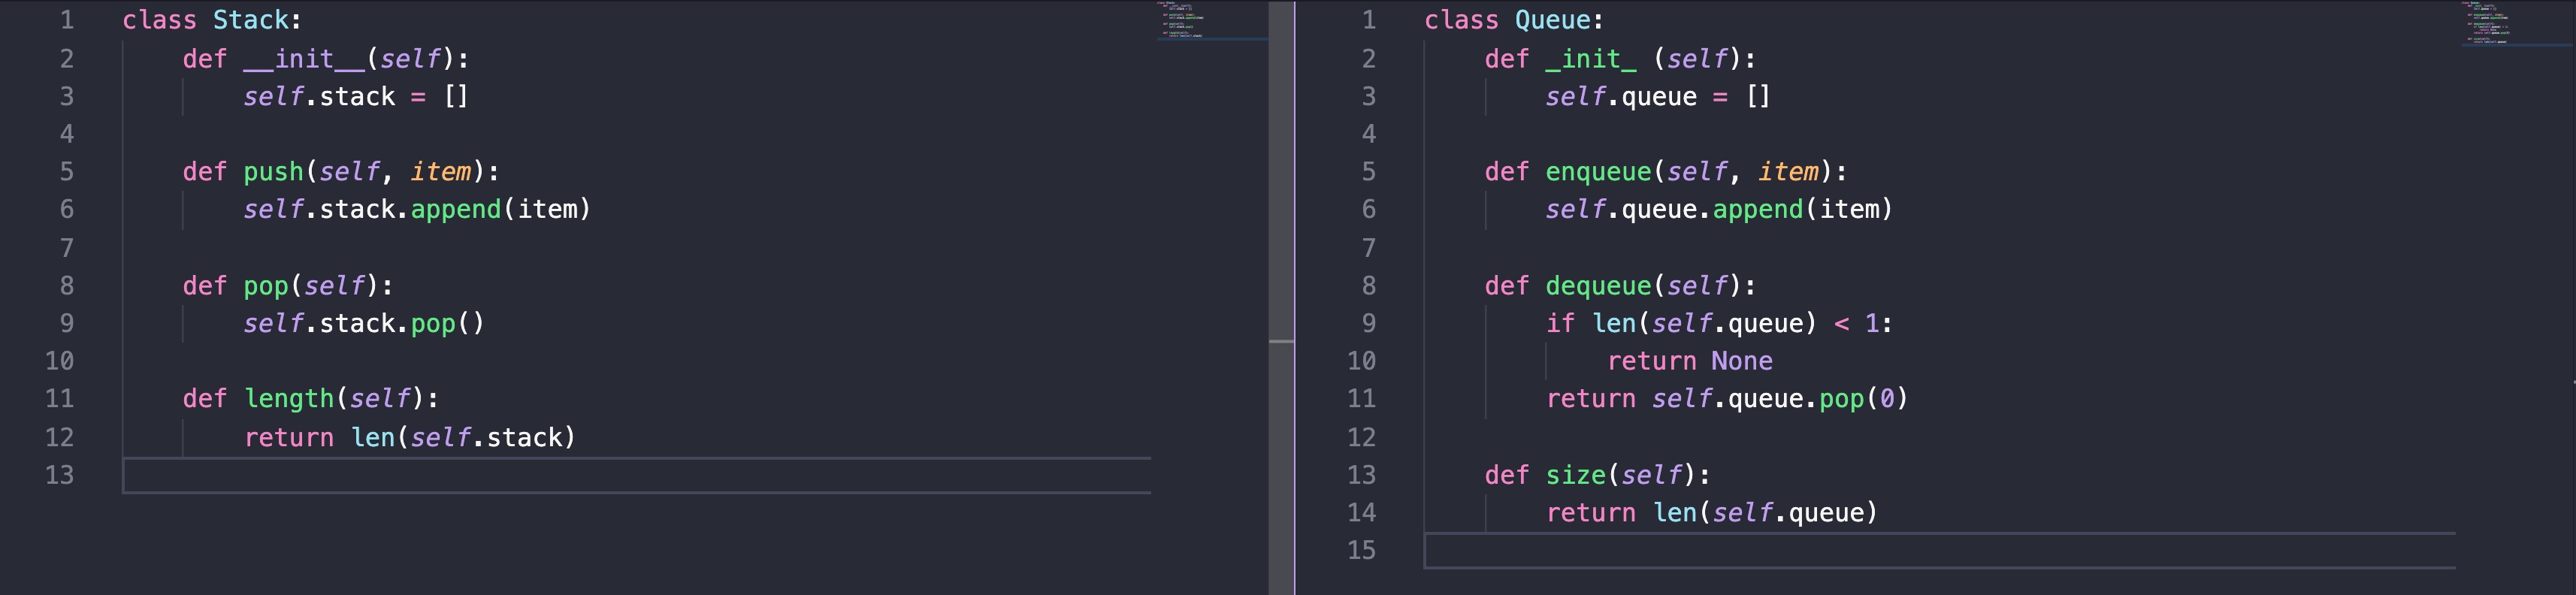 1 class Stack:
2     def __init__(self):
3         self.stack = []
4
5     def push(self, item):
6         self.stack.append(item)
7
8     def pop(self):
9         self.stack.pop()
10
11     def length(self):
12         return len(self.stack)
13
1 class Queue:
2     def _init_ (self):
3         self.queue = []
4
5     def enqueue(self, item):
6         self.queue.append(item)
7
8     def dequeue(self):
9         if len(self.queue) < 1:
10             return None
11         return self.queue.pop(0)
12
13     def size(self):
14         return len(self.queue)
15